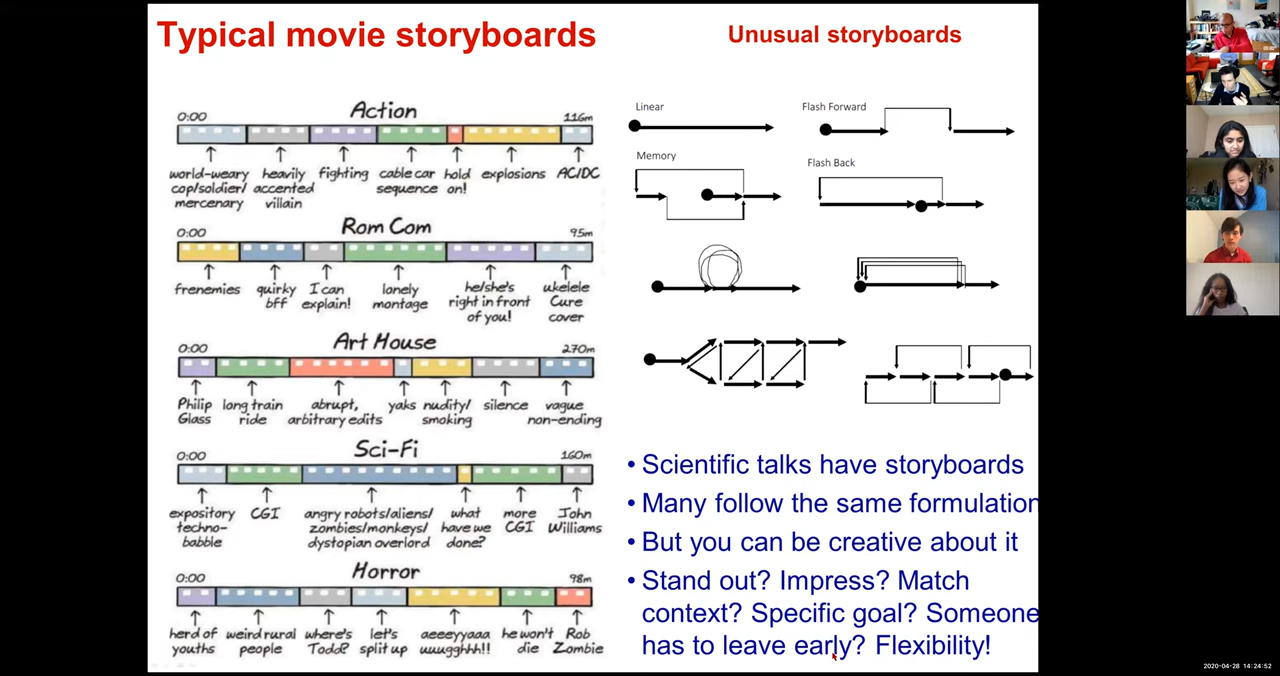 Typical movie storyboards
Unusual storyboards
Action
0:00
116m
world-weary cop/soldier/ mercenary
heavily accented villain
fighting
cable car sequence
hold on!
explosions
AC/DC
Rom Com
0:00
95m
frenemies
quirky bff
I can explain!
lonely montage
he/she's right in front of you!
ukelele Cure cover
Art House
0:00
270m
Philip Glass
long train ride
abrupt, arbitrary edits
yaks
nudity/ smoking
silence
vague non-ending
Sci-Fi
0:00
160m
expository techno- babble
CGI
angry robots/aliens/ zombies/monkeys/ dystopian overlord
what have we done?
more CGI
John Williams
Horror
0:00
98m
herd of youths
weird rural people
where's Todd?
let's split up
aeeeyyaaa uuugghhh!!
he won't die
Rob Zombie
Linear
Flash Forward
Memory
Flash Back
• Scientific talks have storyboards
• Many follow the same formulation
• But you can be creative about it
• Stand out? Impress? Match
context? Specific goal? Someone
has to leave early? Flexibility!
2020-04-28 14:24:52